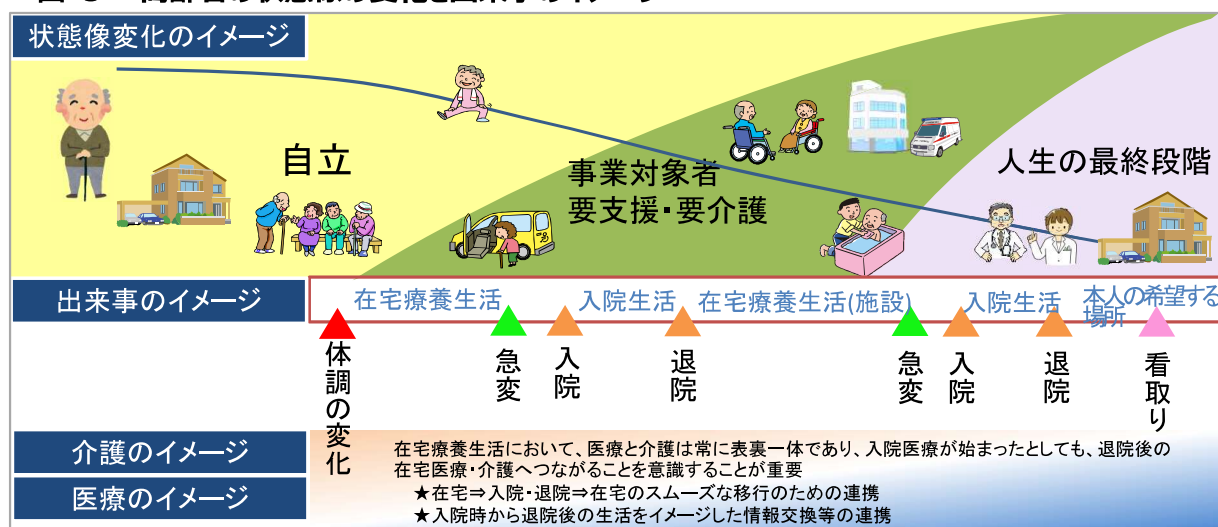 状態像変化のイメージ
自立
事業対象者
要支援・要介護
人生の最終段階
出来事のイメージ
在宅療養生活
入院生活
在宅療養生活(施設)
入院生活
本人の希望する
場所
体調の変化
急変
入院
退院
急変
入院
退院
看取り
介護のイメージ
医療のイメージ
在宅療養生活において、医療と介護は常に表裏一体であり、入院医療が始まったとしても、退院後の
在宅医療・介護へつながることを意識することが重要
★在宅⇒入院・退院⇒在宅のスムーズな移行のための連携
★入院時から退院後の生活をイメージした情報交換等の連携